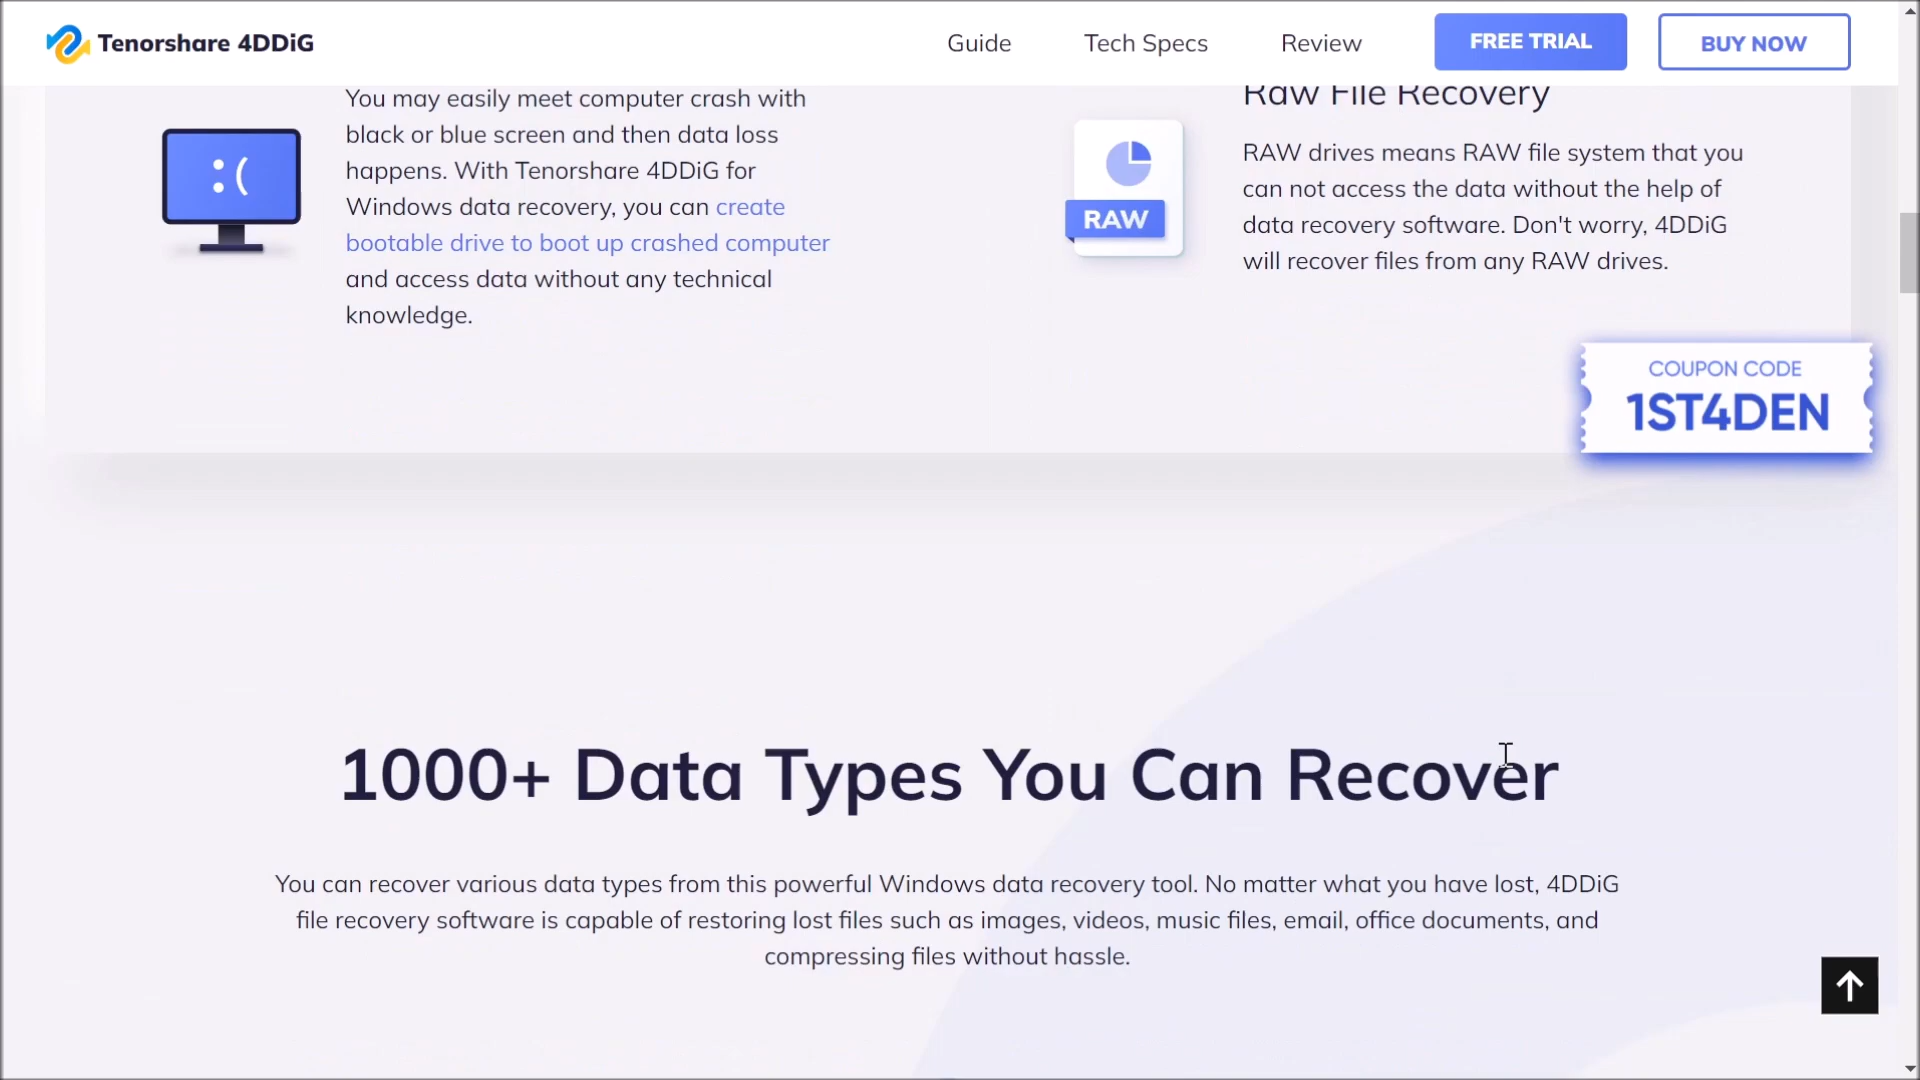 Tenorshare 4DDiG
Guide
Tech Specs
Review
FREE TRIAL
BUY NOW
You may easily meet computer crash with
black or blue screen and then data loss
happens. With Tenorshare 4DDiG for
Windows data recovery, you can create
bootable drive to boot up crashed computer
and access data without any technical
knowledge.
:(
Raw File Recovery
RAW drives means RAW file system that you
can not access the data without the help of
data recovery software. Don't worry, 4DDiG
will recover files from any RAW drives.
RAW
COUPON CODE
1ST4DEN
1000+ Data Types You Can Recover
You can recover various data types from this powerful Windows data recovery tool. No matter what you have lost, 4DDiG
file recovery software is capable of restoring lost files such as images, videos, music files, email, office documents, and
compressing files without hassle.